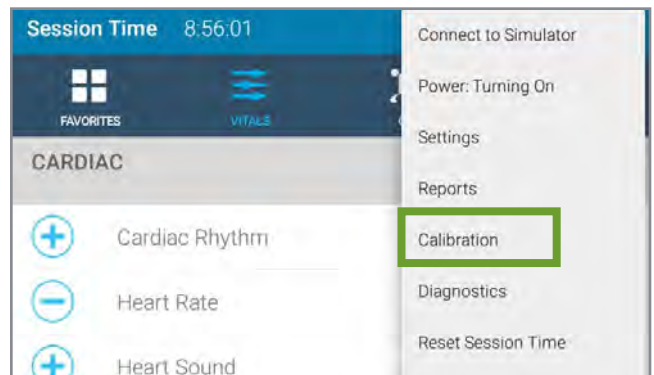 Session Time 8:56:01
FAVORITES
VITALS
CARDIAC
Cardiac Rhythm
Heart Rate
Heart Sound
Connect to Simulator
Power: Turning On
Settings
Reports
Calibration
Diagnostics
Reset Session Time